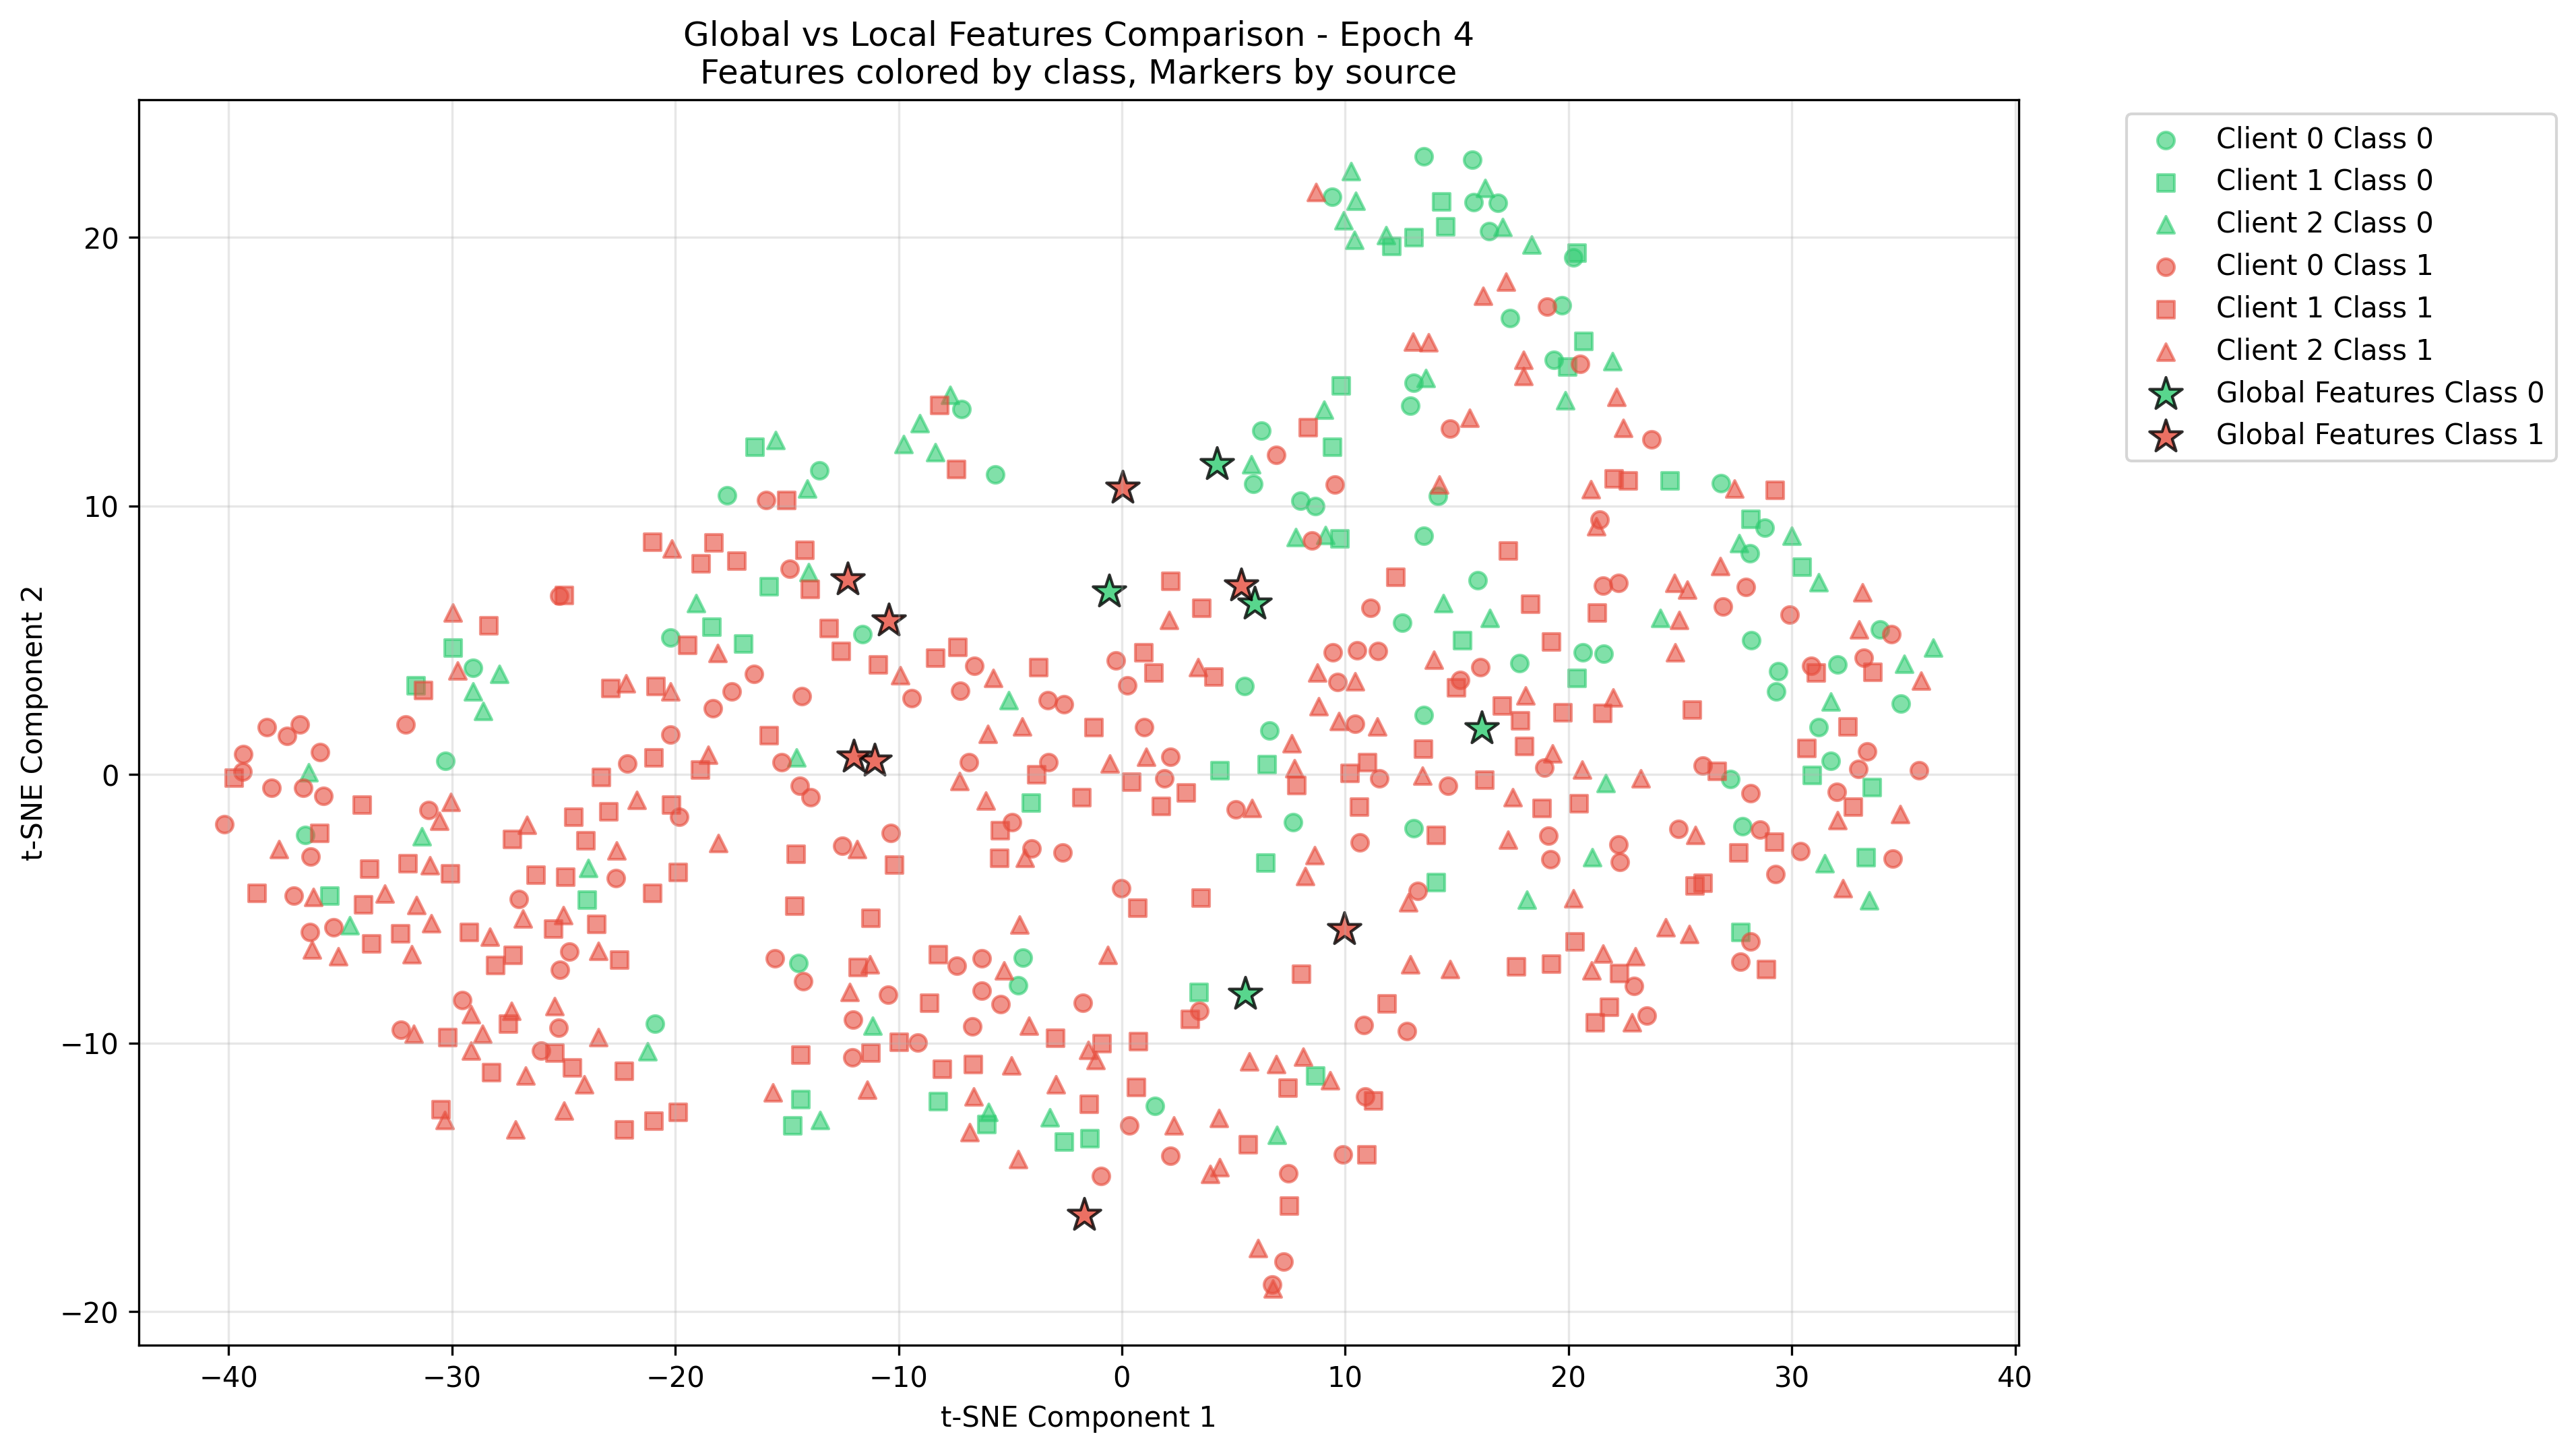 Global vs Local Features Comparison - Epoch 4
Features colored by class, Markers by source
Client 0 Class 0
Client 1 Class 0
Client 2 Class 0
Client 0 Class 1
Client 1 Class 1
Client 2 Class 1
Global Features Class 0
Global Features Class 1
t-SNE Component 2
20
10
0
−10
−20
−40
−30
−20
−10
0
10
20
30
40
t-SNE Component 1